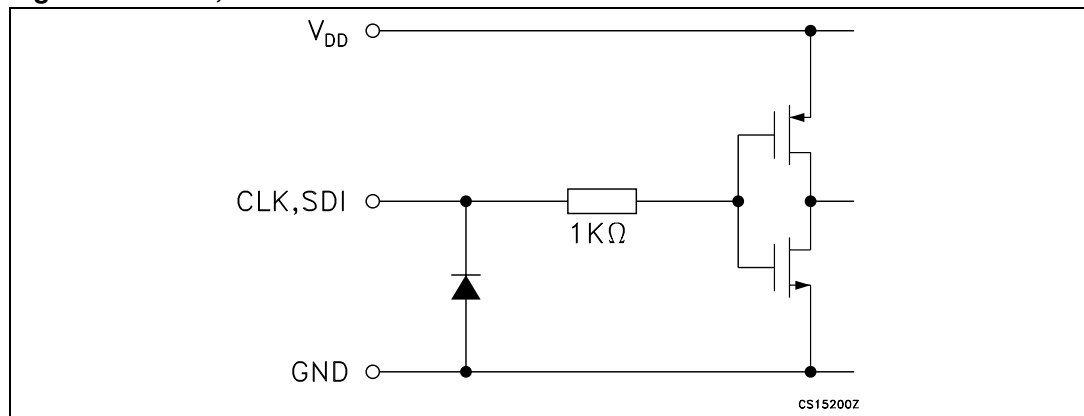 V_DD
CLK,SDI
1KΩ
GND
CS15200Z